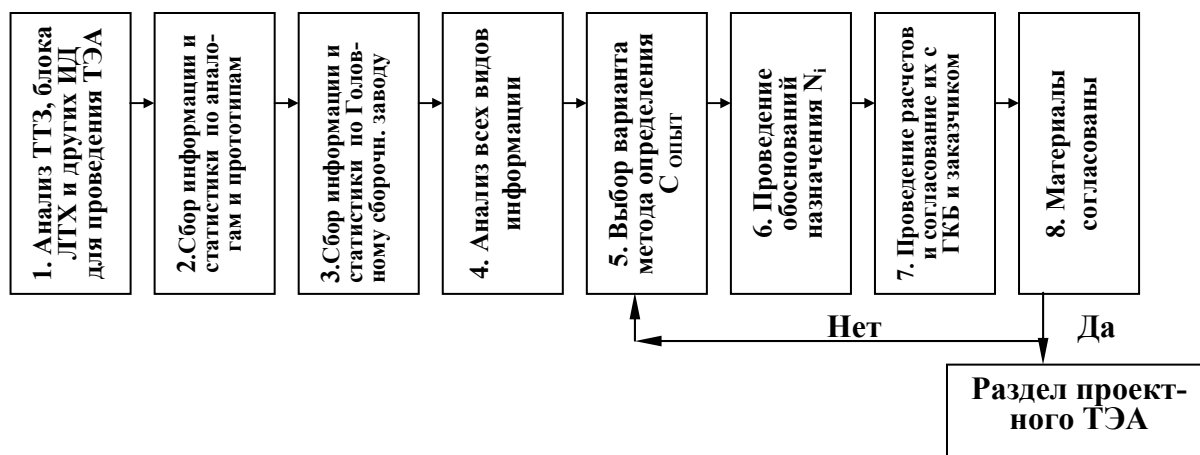 1. Анализ ТТЗ, блока
ЛТХ и других ИД
для проведения ТЭА
2.Сбор информации и
статистики по анало-
гам и прототипам
3.Сбор информации и
статистики по Голов-
ному сборочн. заводу
4. Анализ всех видов
информации
5. Выбор варианта
метода определения
С ОПЫТ
6. Проведение
обоснований
назначения Ni
7. Проведение расчетов
и согласование их с
ГКБ и заказчиком
8. Материалы
согласованы
Нет
Да
Раздел проект-
ного ТЭА